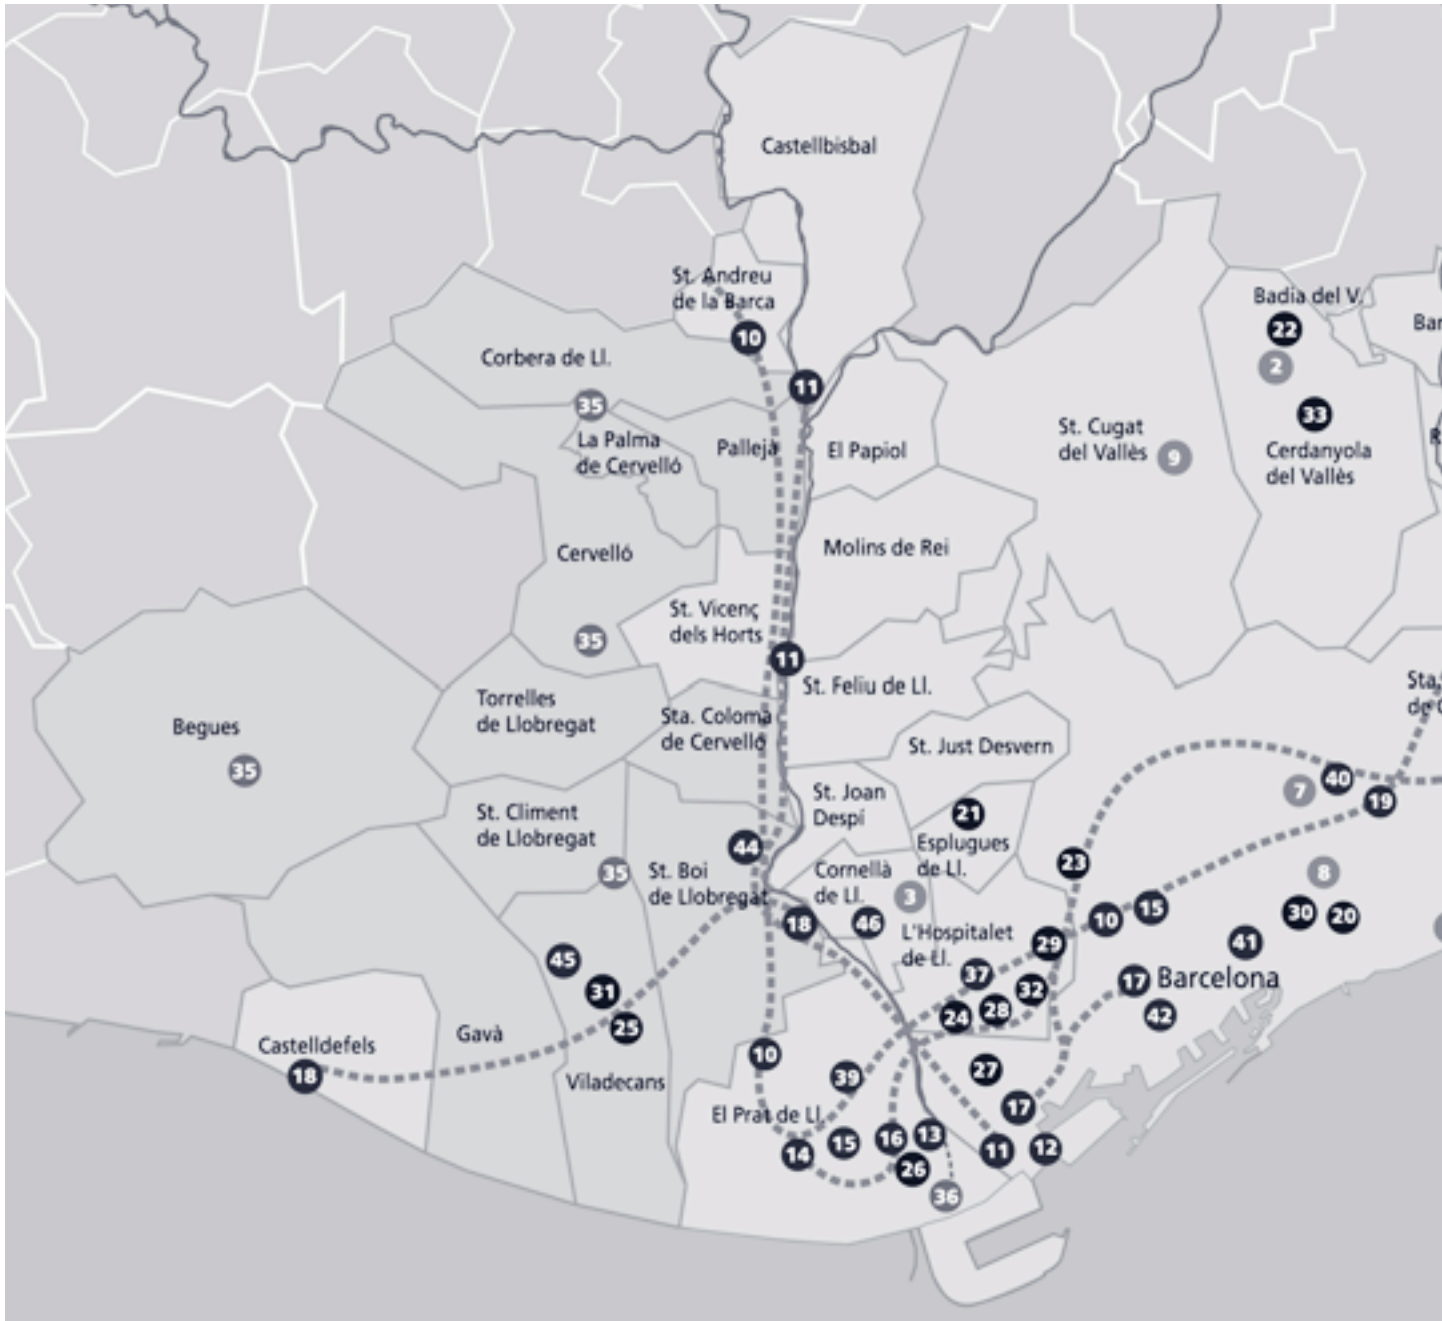 Castellbisbal
St. Andreu
de la Barca
Badia del V.
22
10
Bar
Corbera de Ll.
2
11
35
33
La Palma
de Cervelló
Pallejà
El Papiol
St. Cugat
del Vallès
9
Cerdanyola
del Vallès
R
Cervelló
Molins de Rei
St. Vicenç
dels Horts
35
11
St. Feliu de Ll.
Sta.
de
Torrelles
de Llobregat
Sta. Coloma
de Cervelló
Begues
35
St. Just Desvern
40
7
19
St. Joan
Despí
St. Climent
de Llobregat
21
Esplugues
de Ll.
44
23
35
St. Boi
de Llobregat
Cornellà
de Ll.
3
8
18
46
10
15
30
20
L'Hospitalet
de Ll.
29
41
45
37
17
Barcelona
31
32
25
24
28
42
Gavà
Castelldefels
18
10
Viladecans
39
27
17
El Prat de Ll.
14
15
16
13
11
12
26
36